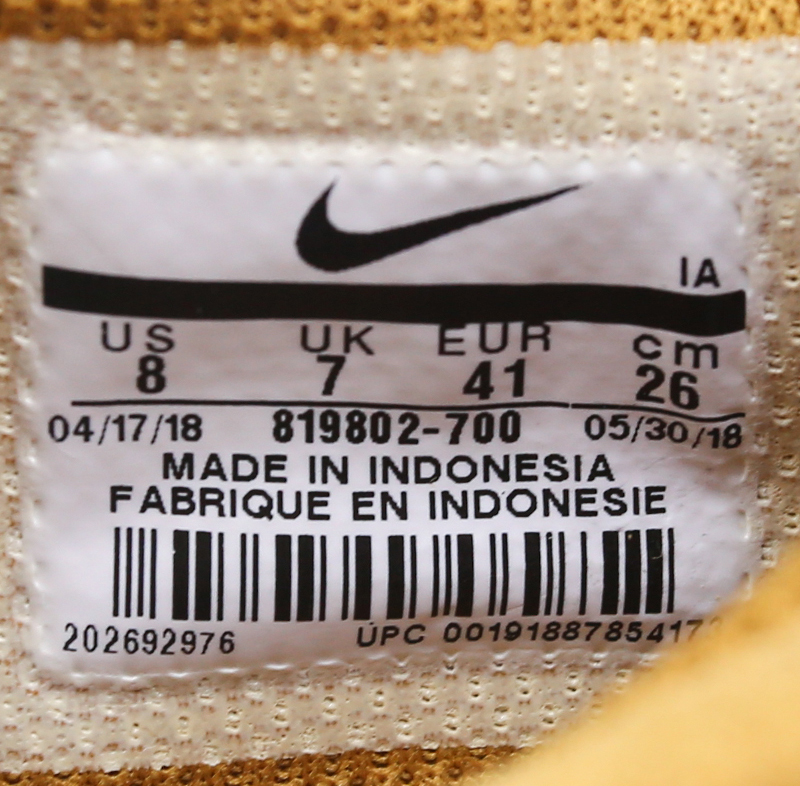 IA
US UK EUR cm
8 7 41 26
04/17/18 819802-700 05/30/18
MADE IN INDONESIA
FABRIQUE EN INDONESIE
202692976 UPC 00191887854173